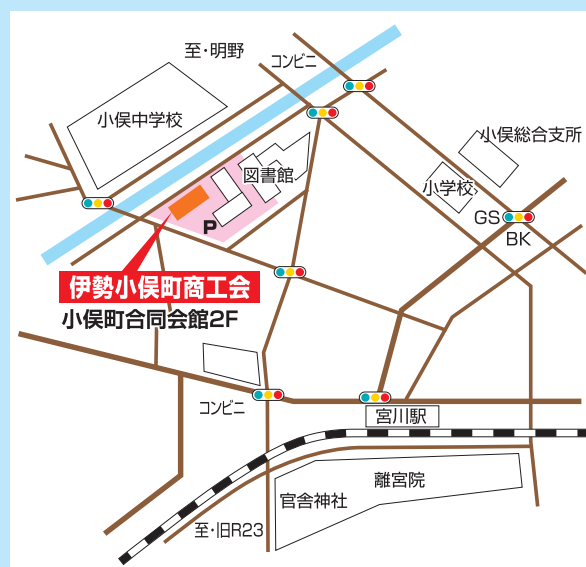 至・明野
コンビニ
小俣中学校
小俣総合支所
図書館
小学校
P
GS
BK
伊勢小俣町商工会
小俣町合同会館2F
コンビニ
宮川駅
離宮院
官舎神社
至・旧R23